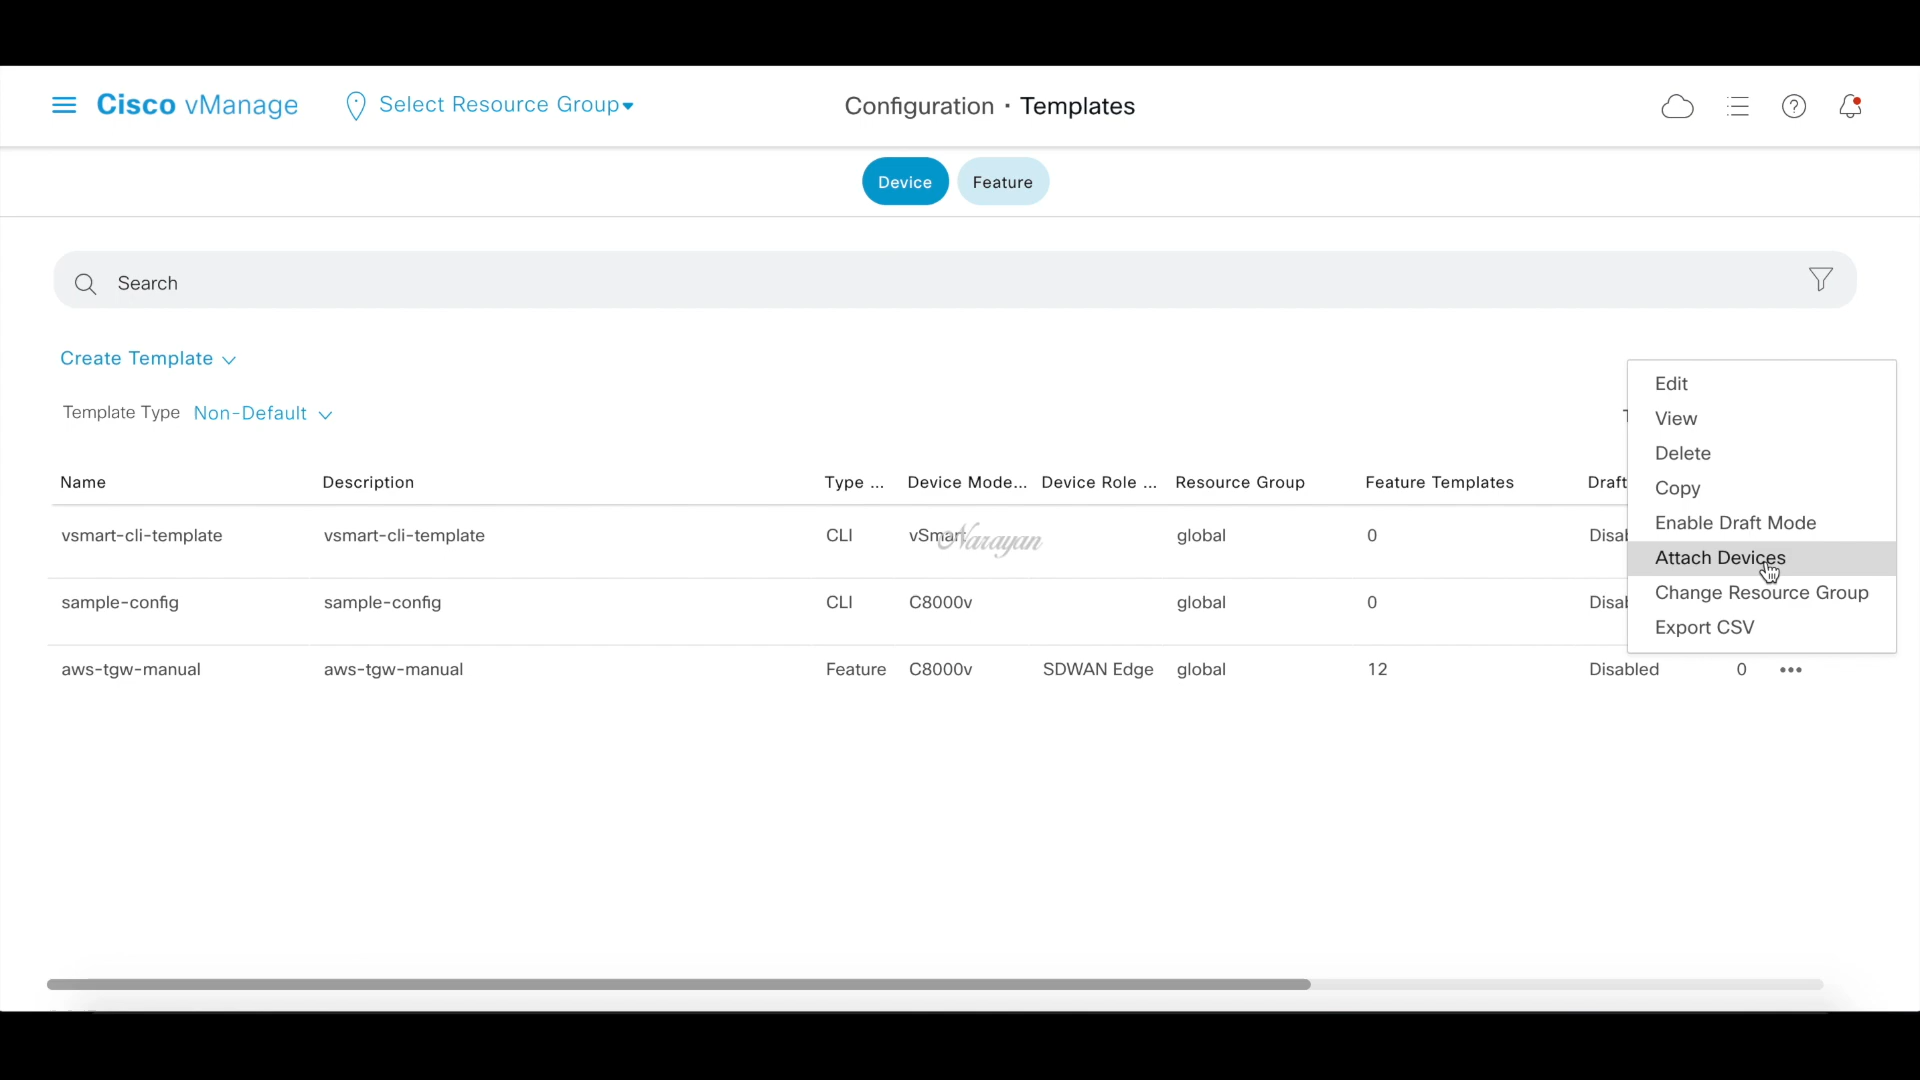 Cisco vManage
Select Resource Group
Configuration · Templates
Device
Feature
Search
Create Template
Template Type Non-Default
Name Description Type ... Device Mode... Device Role ... Resource Group Feature Templates Draft
vsmart-cli-template vsmart-cli-template CLI vSmart global 0 Disab
Narayan
sample-config sample-config CLI C8000v global 0 Disab
aws-tgw-manual aws-tgw-manual Feature C8000v SDWAN Edge global 12 Disabled 0 •••
Edit
View
Delete
Copy
Enable Draft Mode
Attach Devices
Change Resource Group
Export CSV